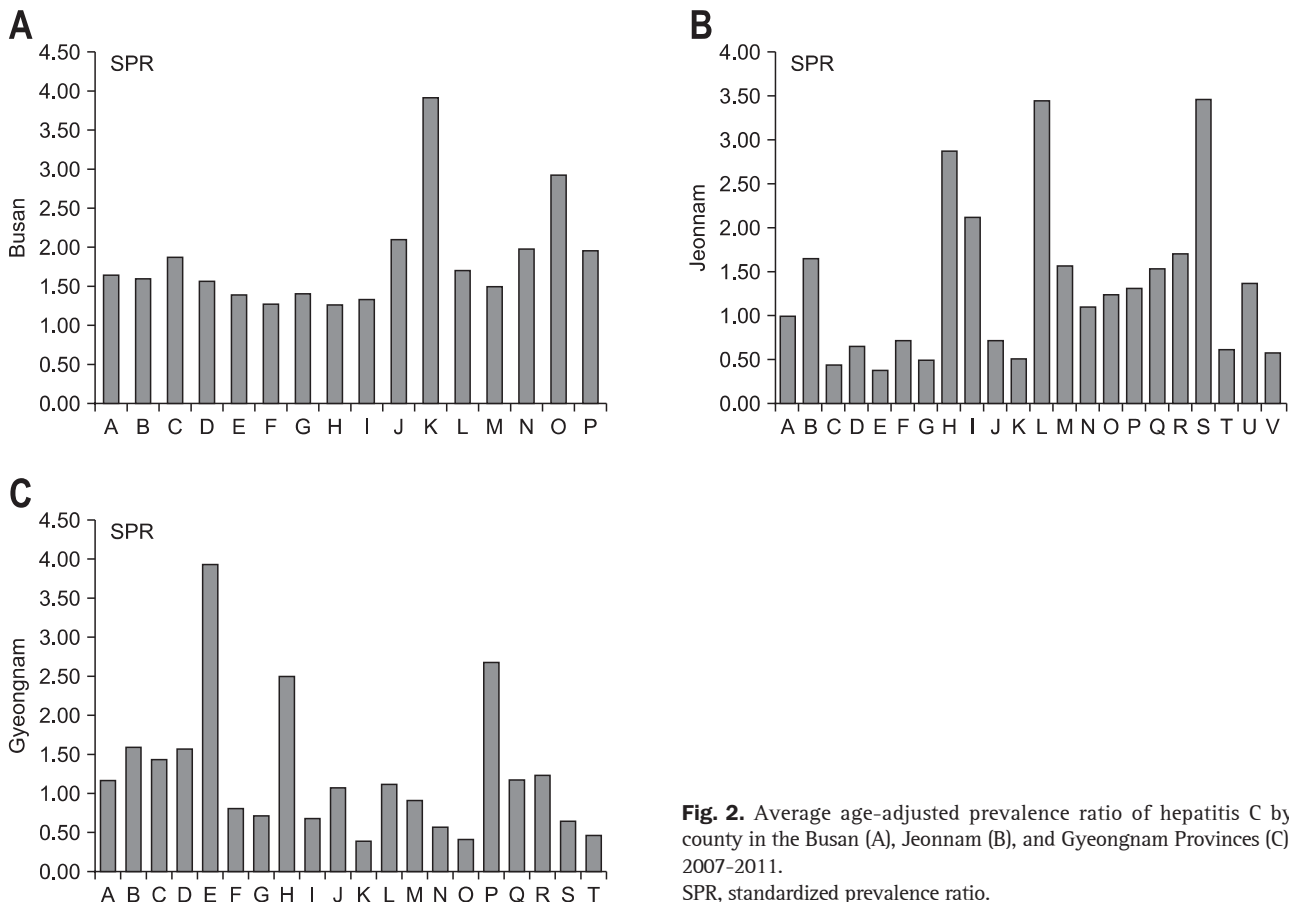 A
4.50
SPR
4.00
3.50
3.00
2.50
2.00
1.50
1.00
0.50
0.00
Busan
A B C D E F G H I J K L M N O P
B
4.00
SPR
3.50
3.00
2.50
2.00
1.50
1.00
0.50
0.00
Jeonnam
A B C D E F G H I J K L M N O P Q R S T U V
C
4.50
SPR
4.00
3.50
3.00
2.50
2.00
1.50
1.00
0.50
0.00
Gyeongnam
A B C D E F G H I J K L M N O P Q R S T
Fig. 2. Average age-adjusted prevalence ratio of hepatitis C by
county in the Busan (A), Jeonnam (B), and Gyeongnam Provinces (C)
2007-2011.
SPR, standardized prevalence ratio.